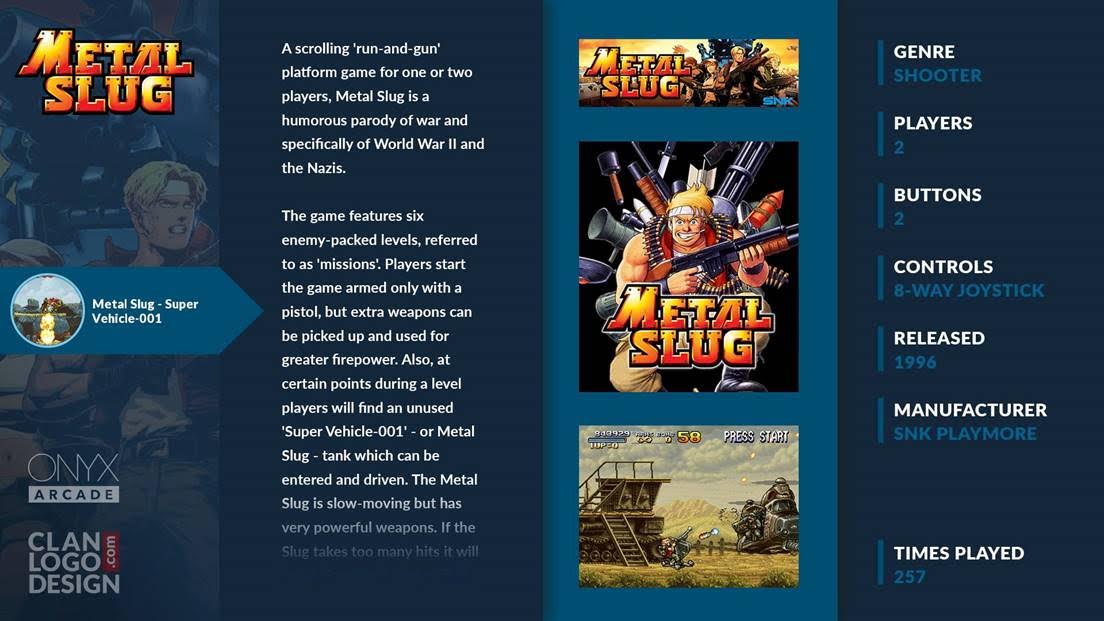 METAL
SLUG
Metal Slug - Super
Vehicle-001
ONYX
ARCADE
CLAN
LOGO
DESIGN
.com
A scrolling 'run-and-gun'
platform game for one or two
players, Metal Slug is a
humorous parody of war and
specifically of World War II and
the Nazis.
The game features six
enemy-packed levels, referred
to as 'missions'. Players start
the game armed only with a
pistol, but extra weapons can
be picked up and used for
greater firepower. Also, at
certain points during a level
players will find an unused
'Super Vehicle-001' - or Metal
Slug - tank which can be
entered and driven. The Metal
Slug is slow-moving but has
very powerful weapons. If the
Slug takes too many hits it will
METAL
SLUG
SNK
METAL
SLUG
58 PRESS START
GENRE
SHOOTER
PLAYERS
2
BUTTONS
2
CONTROLS
8-WAY JOYSTICK
RELEASED
1996
MANUFACTURER
SNK PLAYMORE
TIMES PLAYED
257